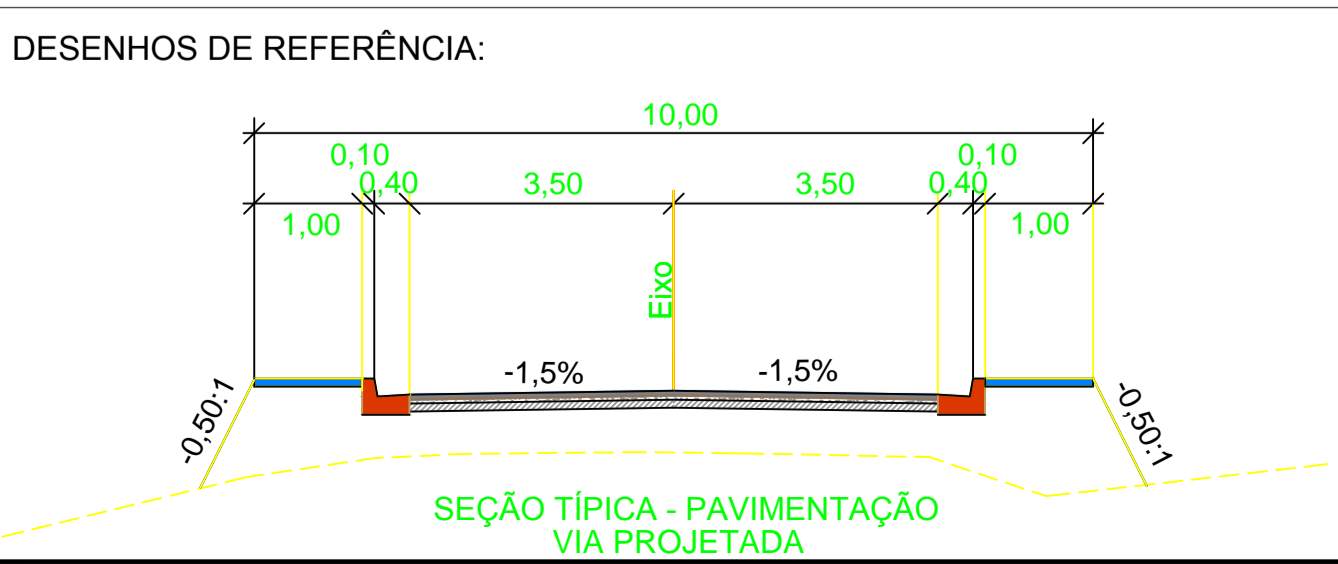 DESENHOS DE REFERÊNCIA:
10,00
0,10 0,10
0,40 3,50 3,50 0,40
1,00 1,00
Eixo
-1,5% -1,5%
-0,50:1 -0,50:1
SEÇÃO TÍPICA - PAVIMENTAÇÃO
VIA PROJETADA